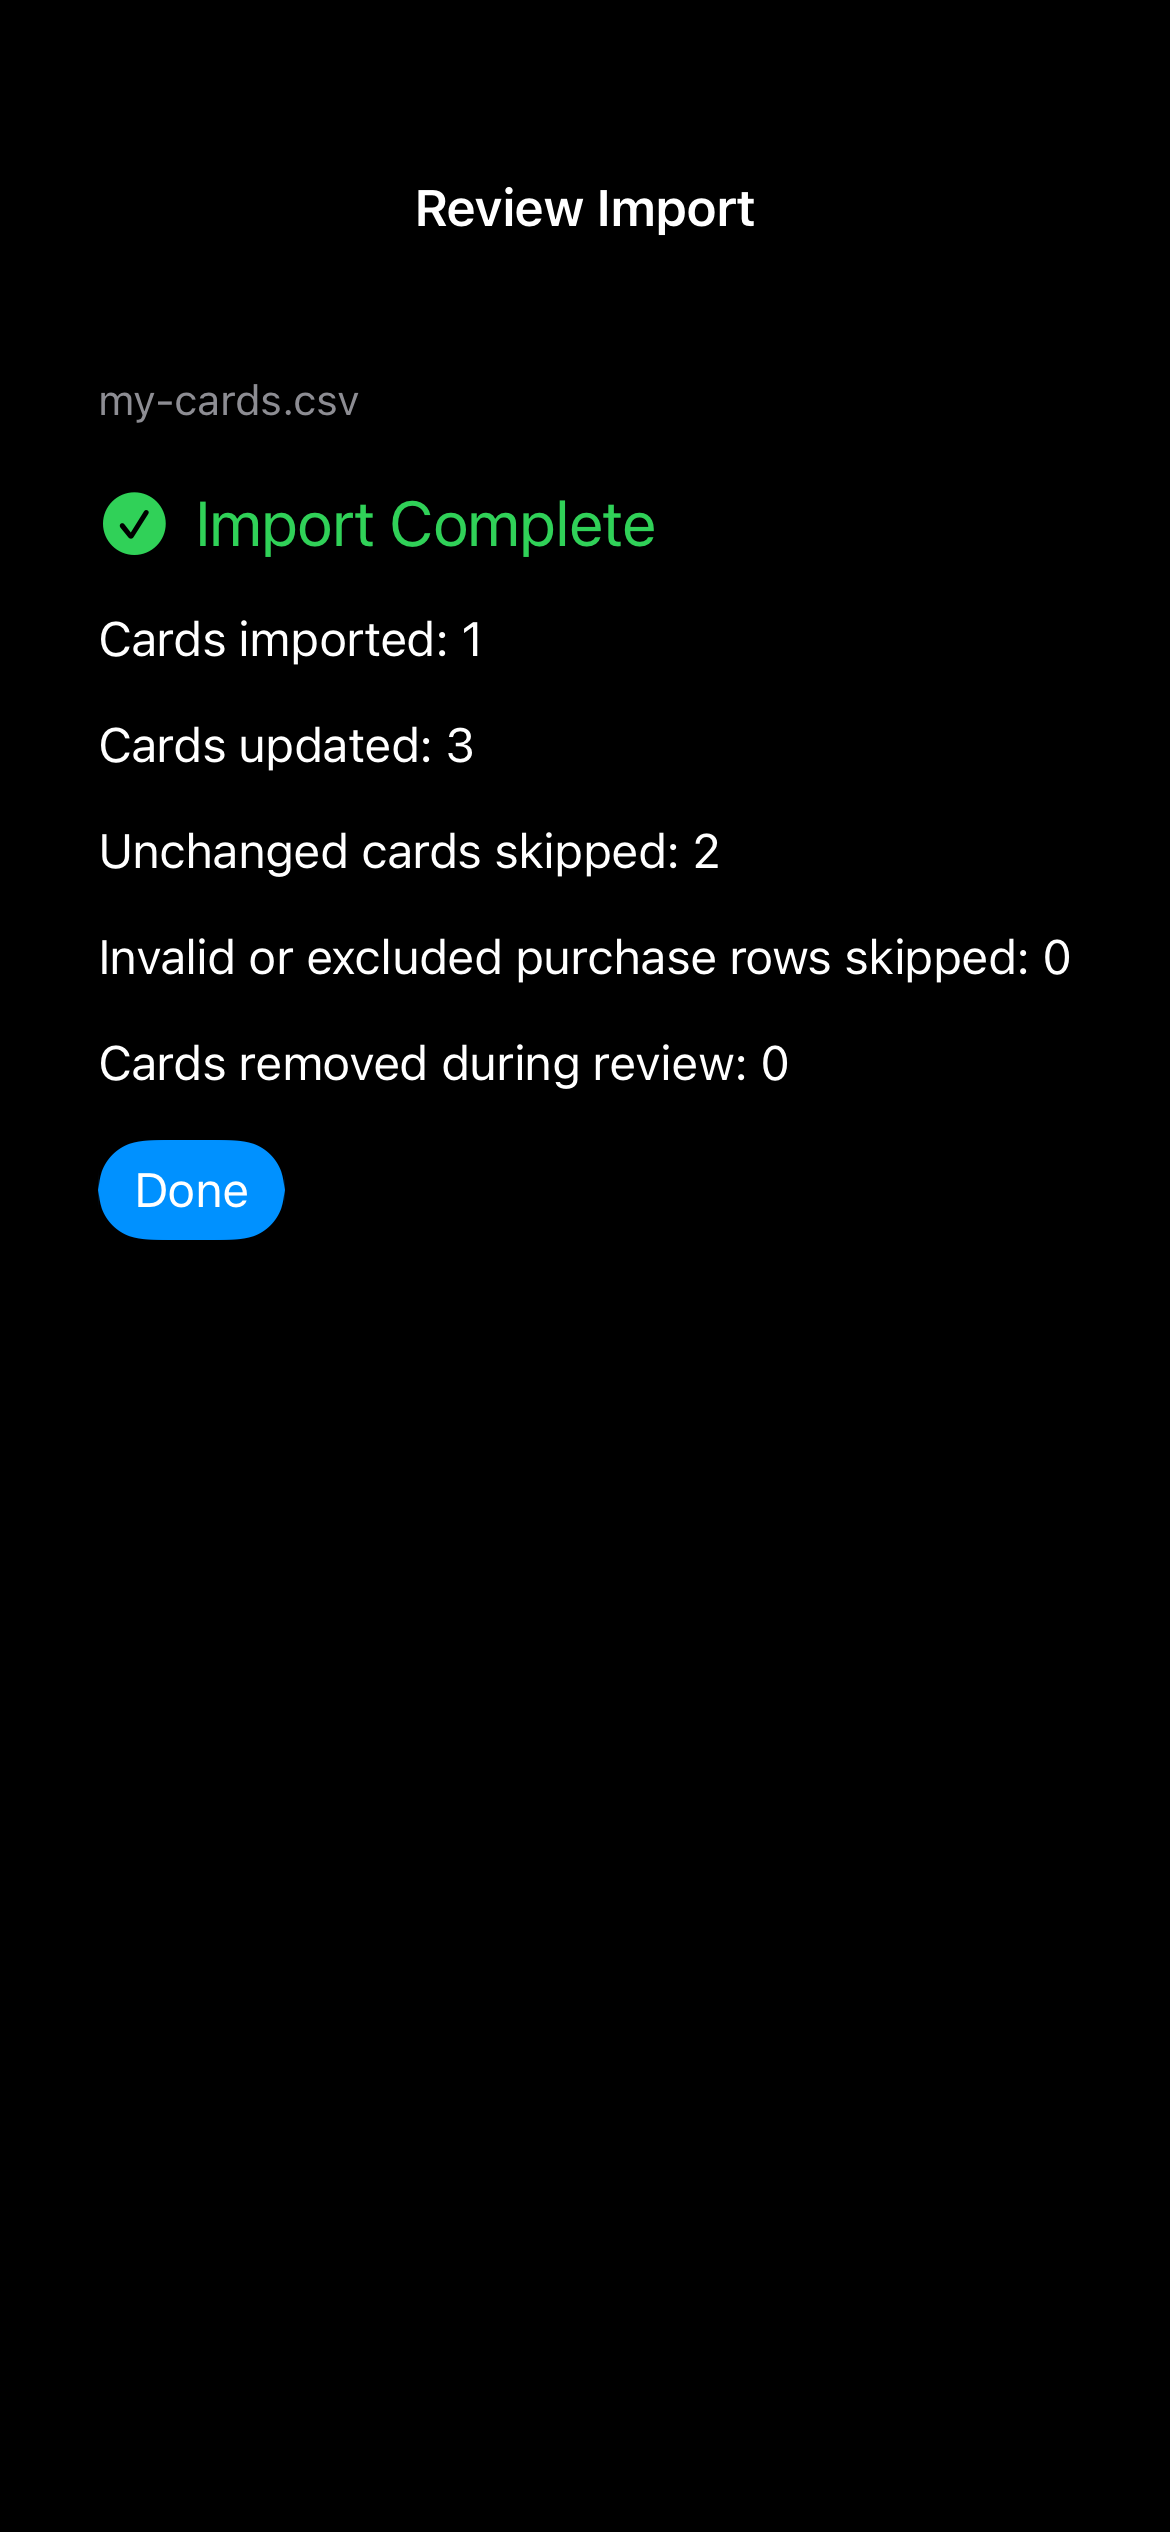 Review Import
my-cards.csv
Import Complete
Cards imported: 1
Cards updated: 3
Unchanged cards skipped: 2
Invalid or excluded purchase rows skipped: 0
Cards removed during review: 0
Done